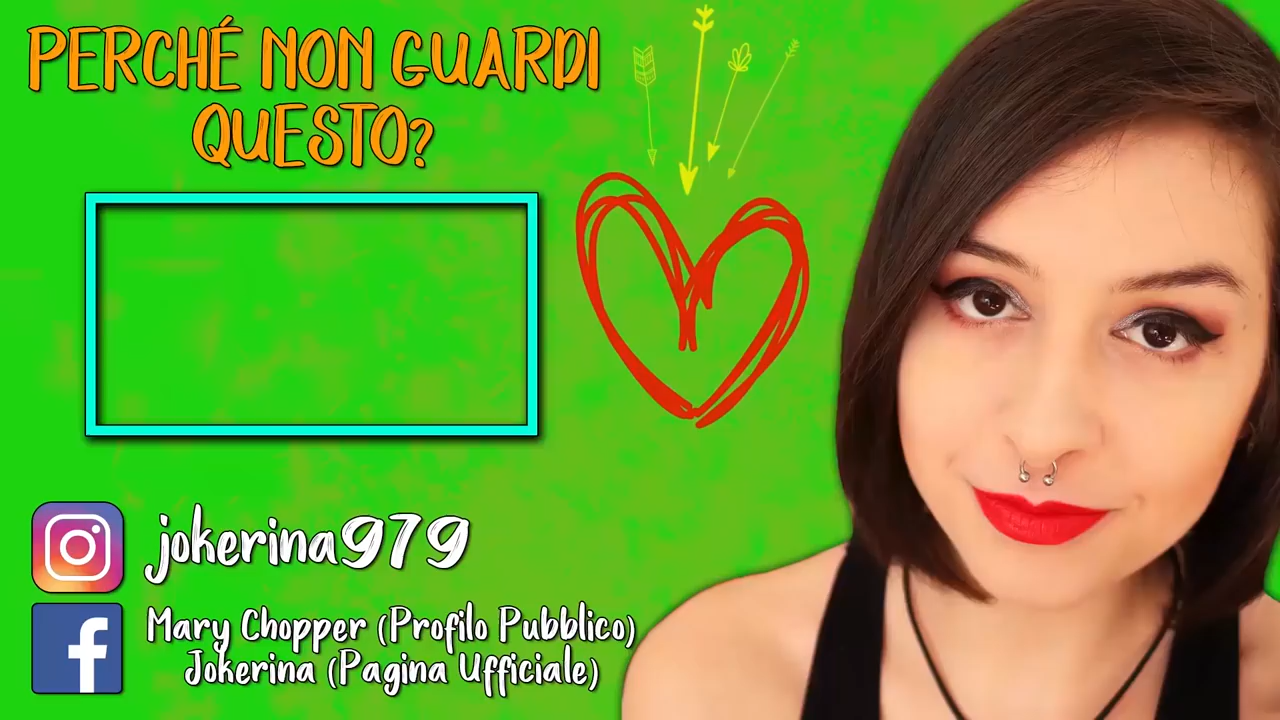 PERCHÉ NON GUARDI
QUESTO?
jokerina979
Mary Chopper (Profilo Pubblico)
Jokerina (Pagina Ufficiale)